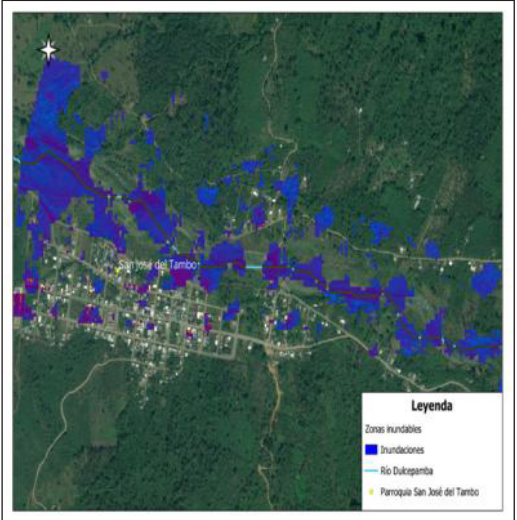 San José del Tambo
Leyenda
Zonas inundables
Inundaciones
Río Dulcepamba
Parroquia San José del Tambo